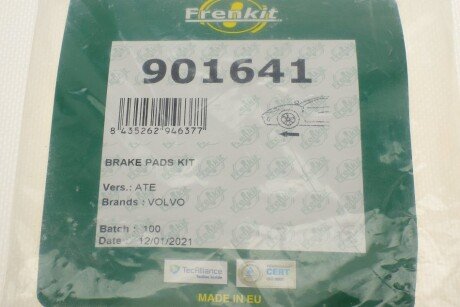 Frenkit
901641
8 435262 946377
BRAKE PADS KIT
Vers.: ATE
Brands : VOLVO
Batch : 100
Date: 12/01/2021
TecAlliance
CERT
MADE IN EU